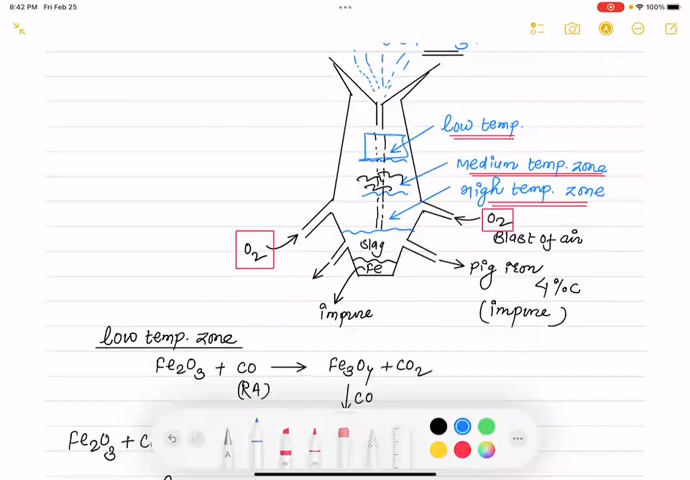 8:42 PM Fri Feb 25
100%
low temp.
Medium temp. zone
High temp. zone
O2
Blast of air
O2
slag
Fe
pig iron
4%C
(impure)
impure
low temp. zone
Fe2O3 + CO → Fe3O4 + CO2
(RA)
↓CO
Fe2O3 + C
A